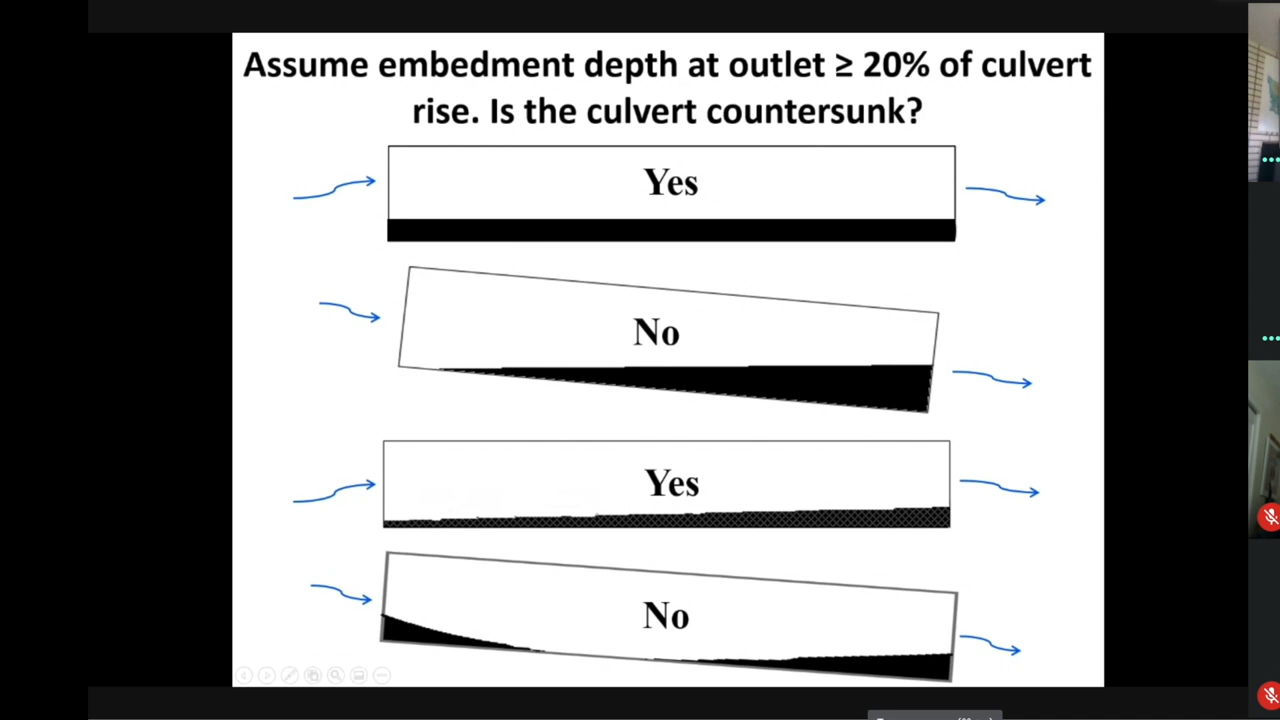 Assume embedment depth at outlet ≥ 20% of culvert
rise. Is the culvert countersunk?
Yes
No
Yes
No